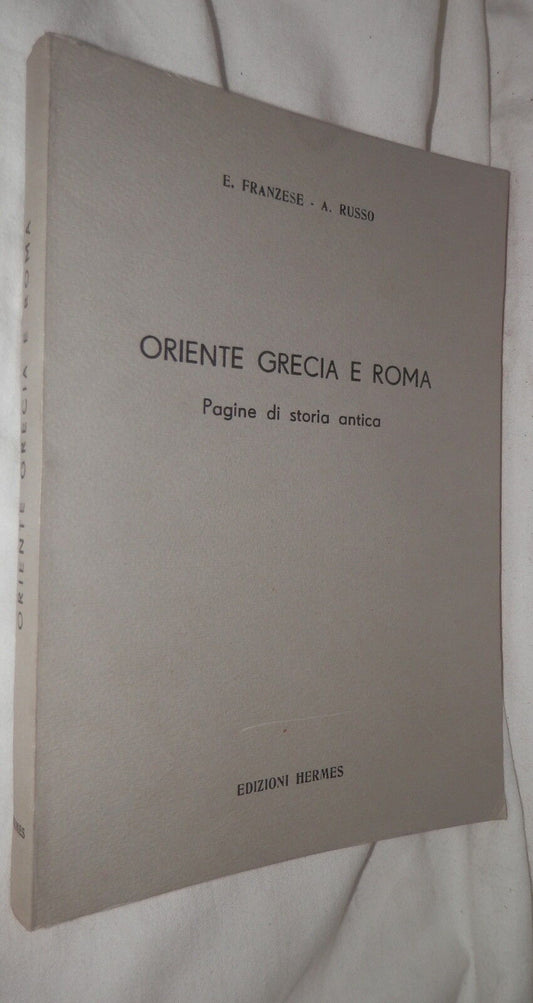 E. FRANZESE - A. RUSSO
ORIENTE GRECIA E ROMA
Pagine di storia antica
EDIZIONI HERMES
ORIENTE GRECIA E ROMA